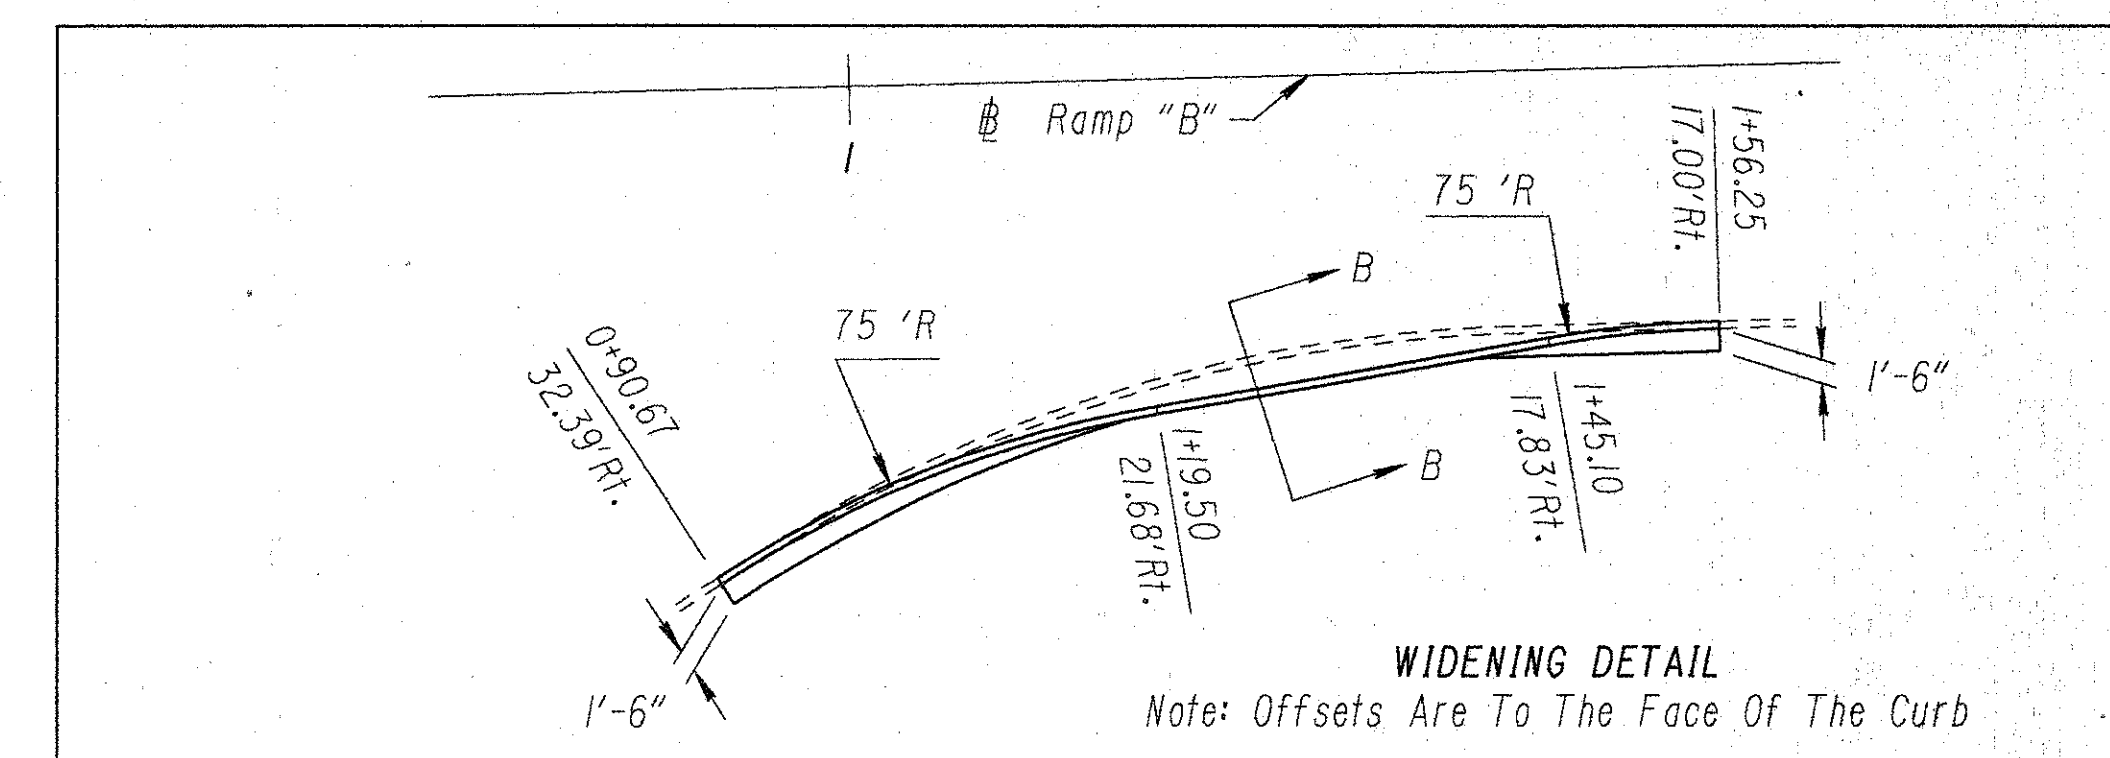 ℄ Ramp "B"
1
1+56.25
17.00'Rt.
75 'R
B
75 'R
0+90.67
32.39'Rt.
1'-6"
1+45.10
17.83'Rt.
1+19.50
21.68'Rt.
B
1'-6"
WIDENING DETAIL
Note: Offsets Are To The Face Of The Curb